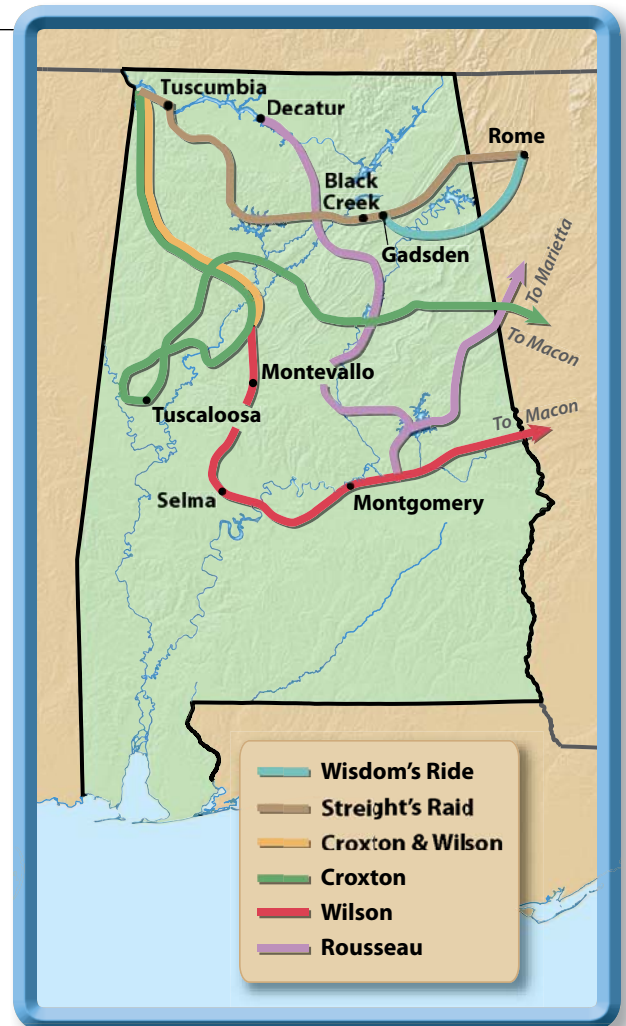 Tuscumbia
Decatur
Rome
Black
Creek
Gadsden
To Marietta
To Macon
Montevallo
Tuscaloosa
To Macon
Selma
Montgomery
Wisdom's Ride
Streight's Raid
Croxton & Wilson
Croxton
Wilson
Rousseau